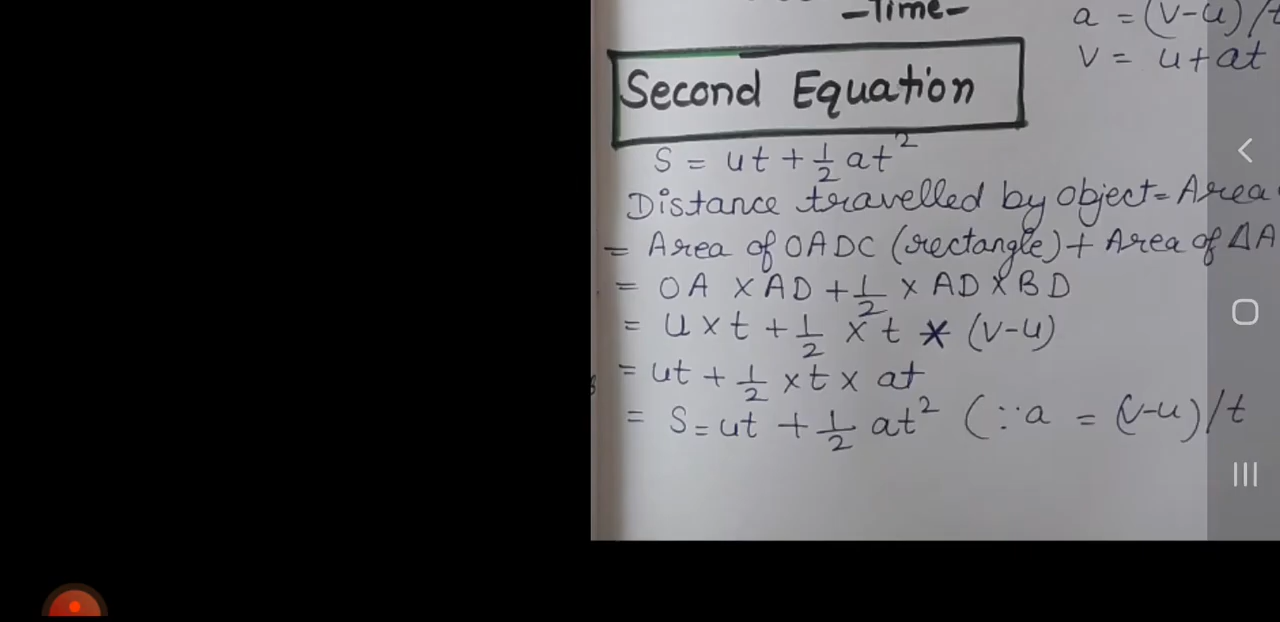 -Time-
a = (v-u)/t
v = u+at
Second Equation
S = ut + 1/2 at²
Distance travelled by object = Area
= Area of OADC (rectangle) + Area of ΔA
= OA × AD + 1/2 × AD × BD
= u × t + 1/2 × t * (v-u)
= ut + 1/2 × t × at
= S = ut + 1/2 at² (∵ a = (v-u)/t